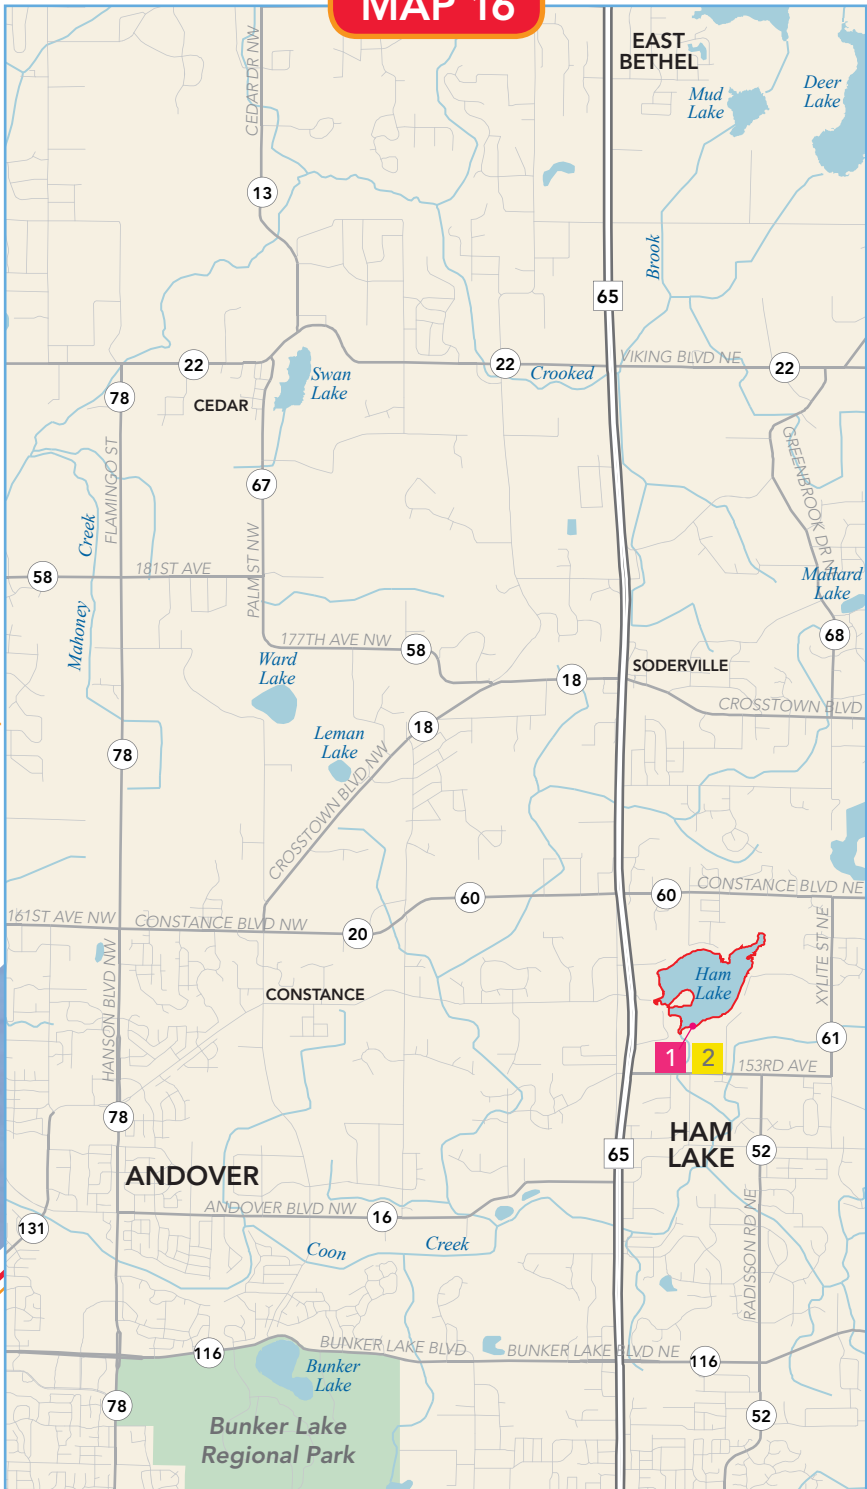 MAP 16
EAST
BETHEL
CEDAR DR NW
Mud
Lake
Deer
Lake
13
Brook
65
22
22
VIKING BLVD NE
22
Crooked
Swan
Lake
78
CEDAR
GREENBROOK DR N
FLAMINGO ST
67
Creek
PALM ST NW
58
181ST AVE
Mallard
Lake
Mahoney
177TH AVE NW
58
68
Ward
Lake
SODERVILLE
18
CROSSTOWN BLVD
18
Leman
Lake
78
CROSSTOWN BLVD NW
60
60
CONSTANCE BLVD NE
161ST AVE NW
CONSTANCE BLVD NW
20
XYLITE ST NE
HANSON BLVD NW
Ham
Lake
CONSTANCE
61
1
2
153RD AVE
78
HAM
LAKE
52
65
ANDOVER
ANDOVER BLVD NW
16
131
Coon
Creek
RADISSON RD NE
116
BUNKER LAKE BLVD
BUNKER LAKE BLVD NE
116
Bunker
Lake
78
52
Bunker Lake
Regional Park